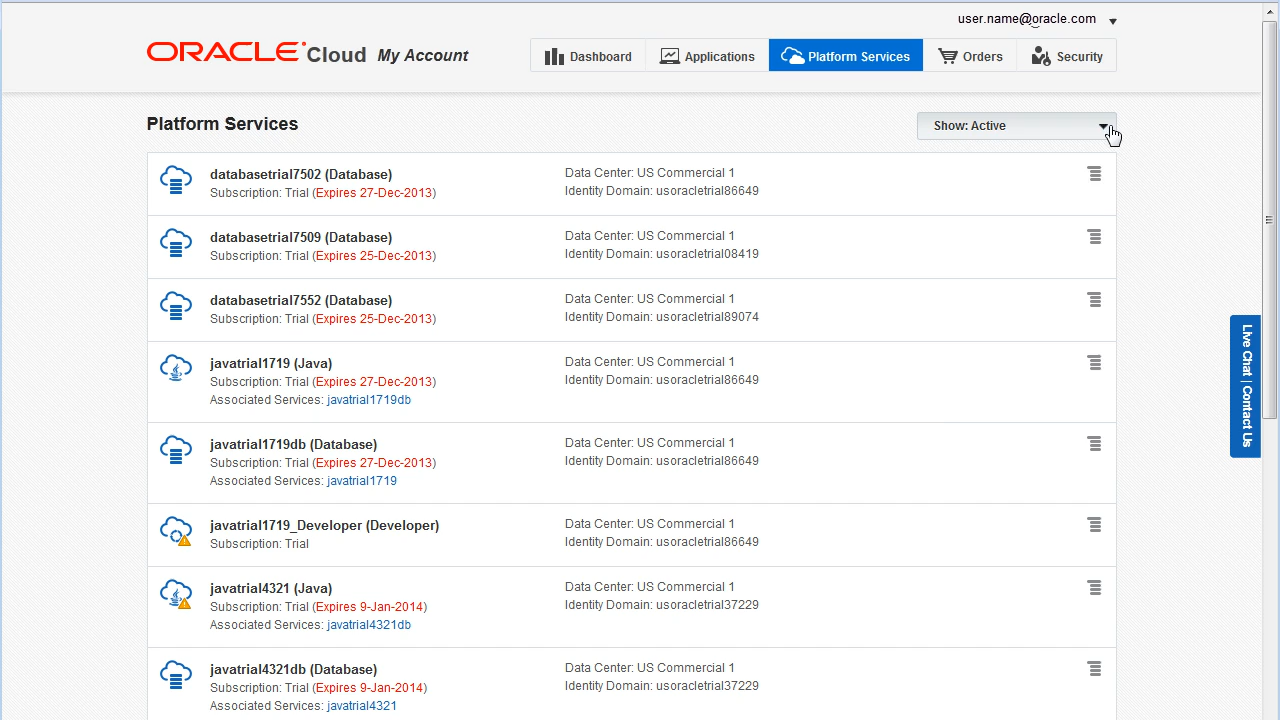 user.name@oracle.com
ORACLE Cloud My Account
Dashboard Applications Platform Services Orders Security
Platform Services
Show: Active
databasetrial7502 (Database)
Subscription: Trial (Expires 27-Dec-2013)
Data Center: US Commercial 1
Identity Domain: usoracletrial86649
databasetrial7509 (Database)
Subscription: Trial (Expires 25-Dec-2013)
Data Center: US Commercial 1
Identity Domain: usoracletrial08419
databasetrial7552 (Database)
Subscription: Trial (Expires 25-Dec-2013)
Data Center: US Commercial 1
Identity Domain: usoracletrial89074
javatrial1719 (Java)
Subscription: Trial (Expires 27-Dec-2013)
Associated Services: javatrial1719db
Data Center: US Commercial 1
Identity Domain: usoracletrial86649
javatrial1719db (Database)
Subscription: Trial (Expires 27-Dec-2013)
Associated Services: javatrial1719
Data Center: US Commercial 1
Identity Domain: usoracletrial86649
javatrial1719_Developer (Developer)
Subscription: Trial
Data Center: US Commercial 1
Identity Domain: usoracletrial86649
javatrial4321 (Java)
Subscription: Trial (Expires 9-Jan-2014)
Associated Services: javatrial4321db
Data Center: US Commercial 1
Identity Domain: usoracletrial37229
javatrial4321db (Database)
Subscription: Trial (Expires 9-Jan-2014)
Associated Services: javatrial4321
Data Center: US Commercial 1
Identity Domain: usoracletrial37229
Live Chat | Contact Us